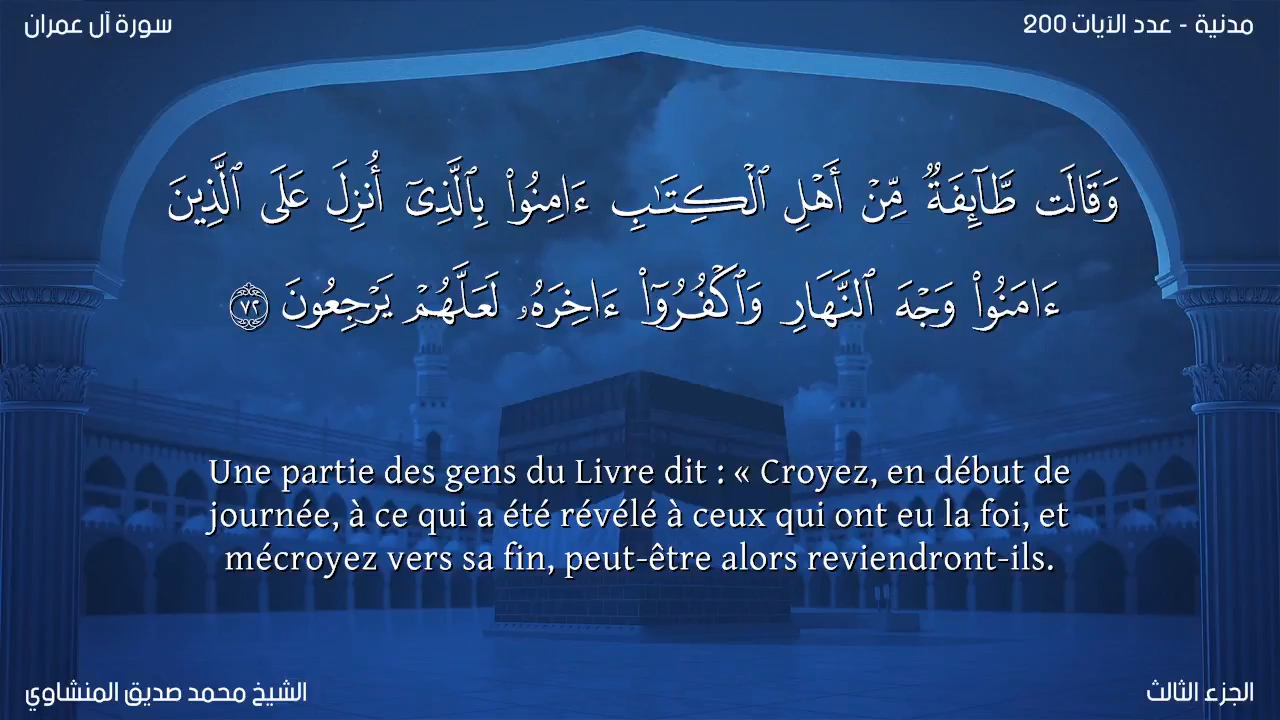 سورة آل عمران
مدنية - عدد الآيات 200
وَقَالَت طَّآئِفَةٌ مِّنْ أَهْلِ ٱلْكِتَٰبِ ءَامِنُوا۟ بِٱلَّذِىٓ أُنزِلَ عَلَى ٱلَّذِينَ
ءَامَنُوا۟ وَجْهَ ٱلنَّهَارِ وَٱكْفُرُوٓا۟ ءَاخِرَهُۥ لَعَلَّهُمْ يَرْجِعُونَ ٧٢
Une partie des gens du Livre dit : « Croyez, en début de
journée, à ce qui a été révélé à ceux qui ont eu la foi, et
mécroyez vers sa fin, peut-être alors reviendront-ils.
الشيخ محمد صديق المنشاوي
الجزء الثالث